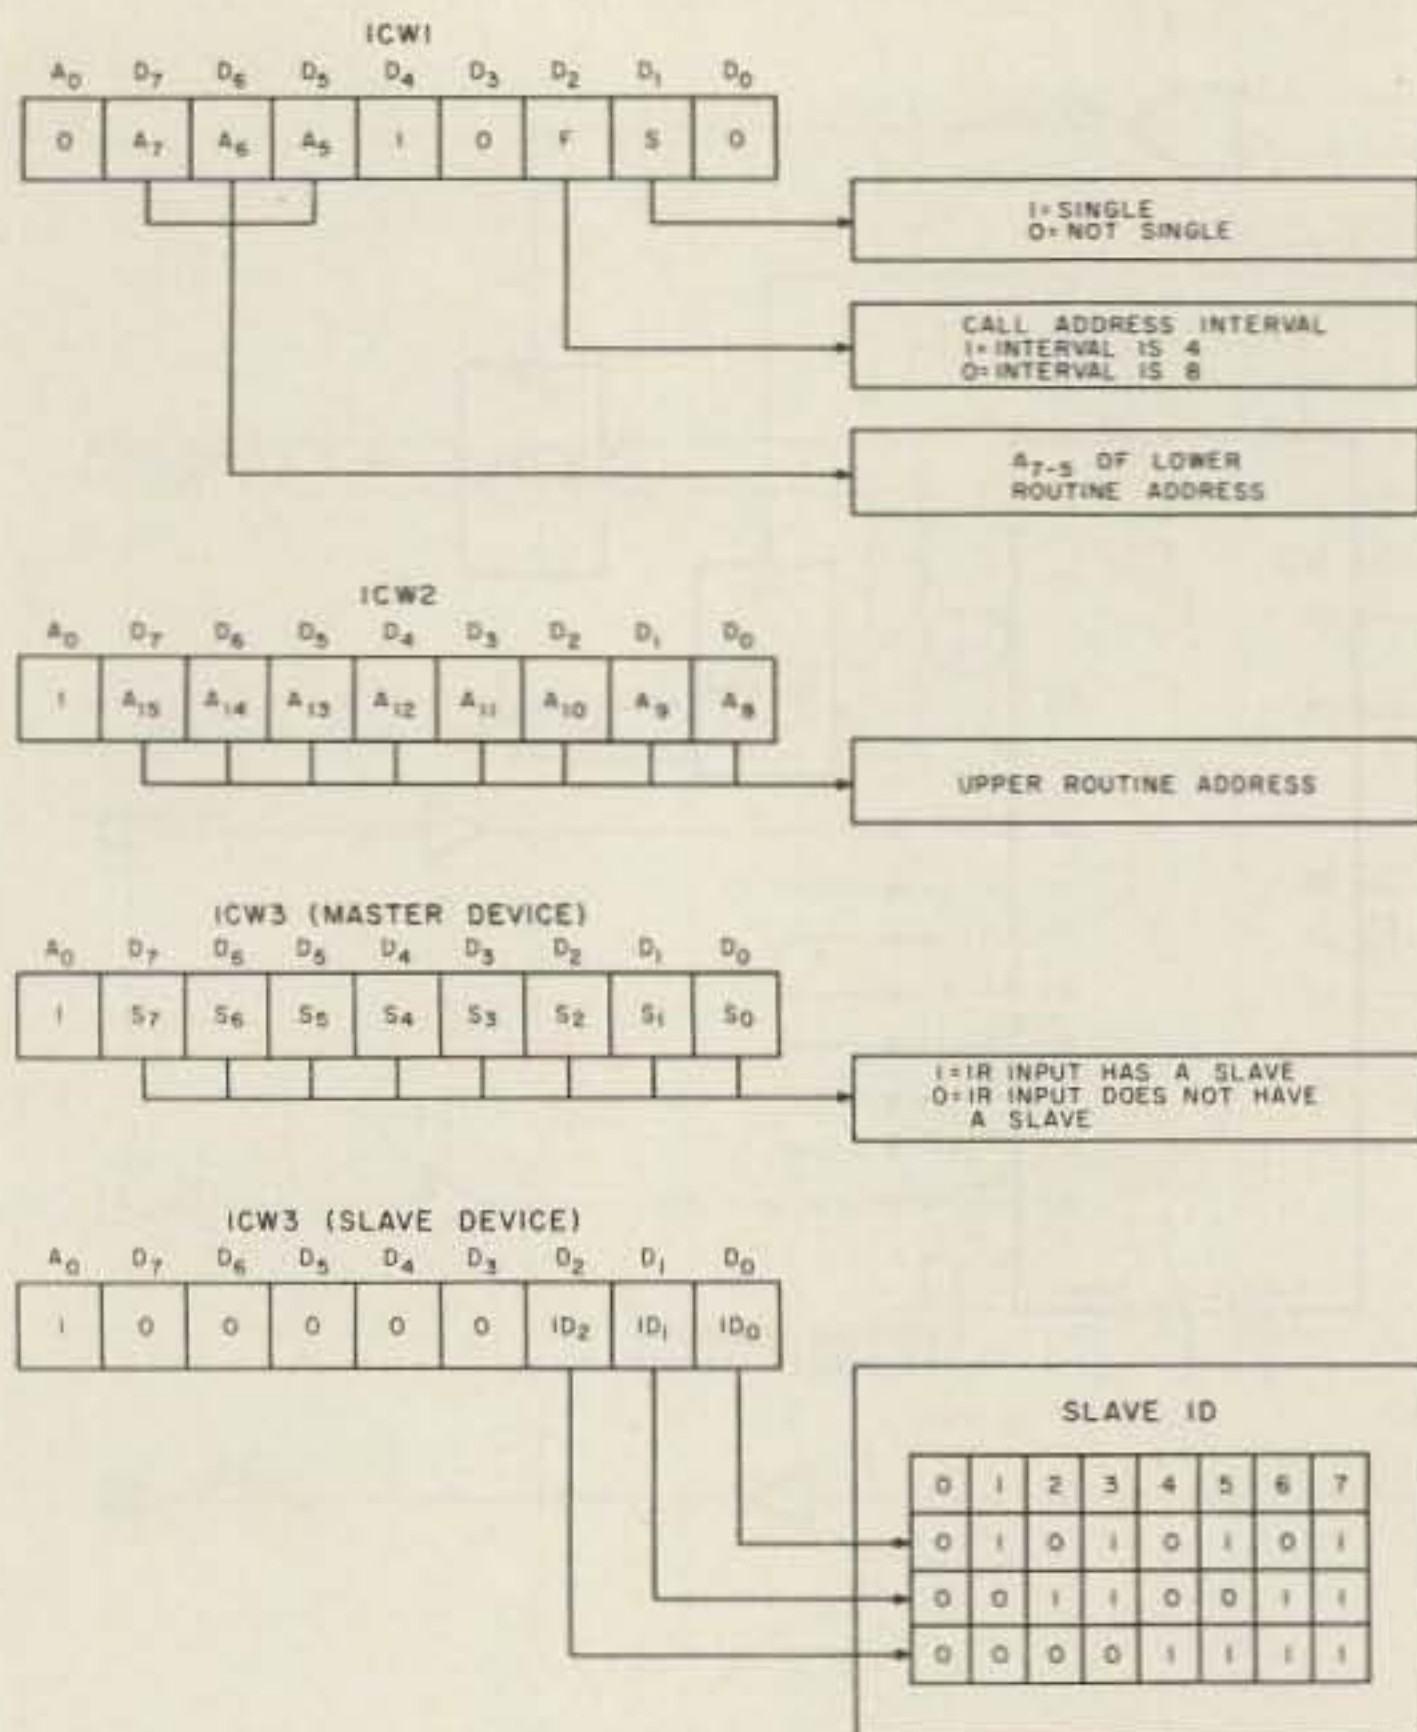 ICW1
A0 D7 D6 D5 D4 D3 D2 D1 D0
0 A7 A6 A5 1 0 F S 0
1= SINGLE
0= NOT SINGLE
CALL ADDRESS INTERVAL
1= INTERVAL IS 4
0= INTERVAL IS 8
A7-5 OF LOWER
ROUTINE ADDRESS
ICW2
A0 D7 D6 D5 D4 D3 D2 D1 D0
1 A15 A14 A13 A12 A11 A10 A9 A8
UPPER ROUTINE ADDRESS
ICW3 (MASTER DEVICE)
A0 D7 D6 D5 D4 D3 D2 D1 D0
1 S7 S6 S5 S4 S3 S2 S1 S0
1= IR INPUT HAS A SLAVE
0= IR INPUT DOES NOT HAVE
A SLAVE
ICW3 (SLAVE DEVICE)
A0 D7 D6 D5 D4 D3 D2 D1 D0
1 0 0 0 0 0 ID2 ID1 ID0
SLAVE ID
0 1 2 3 4 5 6 7
0 1 0 1 0 1 0 1
0 0 1 1 0 0 1 1
0 0 0 0 1 1 1 1